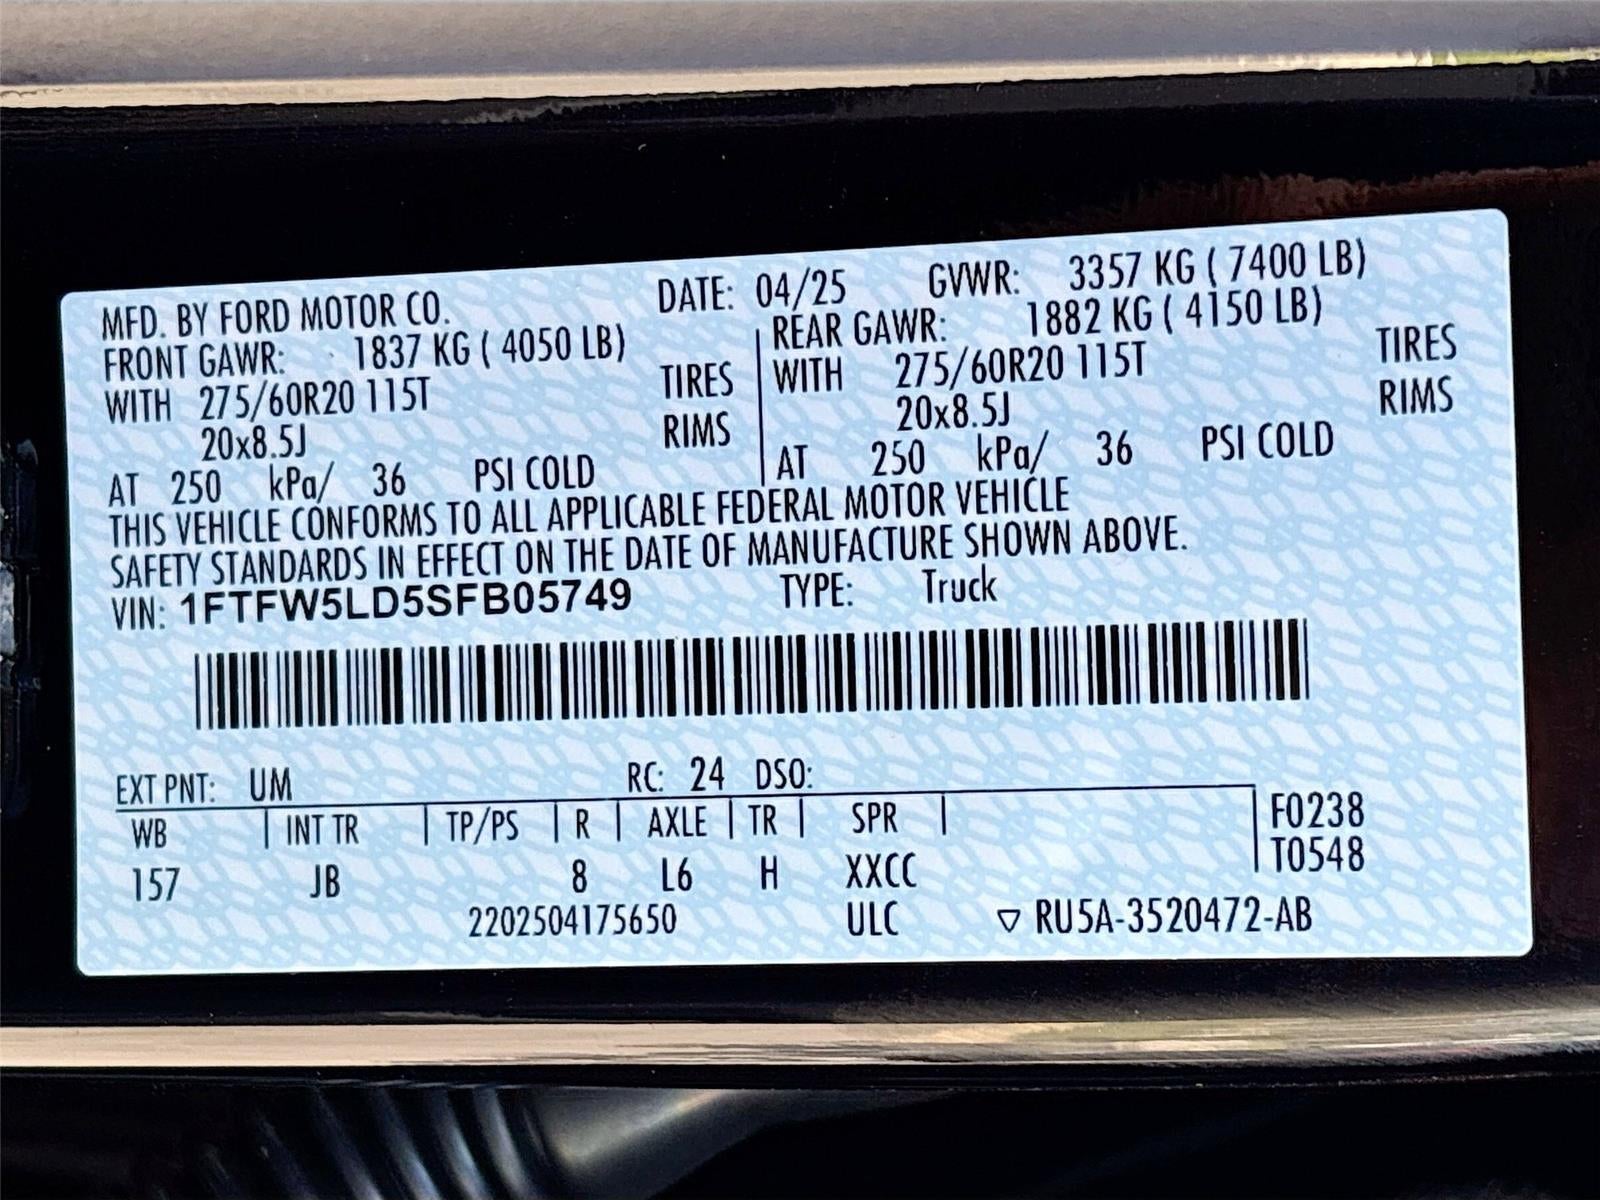 MFD. BY FORD MOTOR CO. DATE: 04/25 GVWR: 3357 KG ( 7400 LB)
FRONT GAWR: 1837 KG ( 4050 LB) REAR GAWR: 1882 KG ( 4150 LB)
WITH 275/60R20 115T TIRES WITH 275/60R20 115T TIRES
20x8.5J RIMS 20x8.5J RIMS
AT 250 kPa/ 36 PSI COLD AT 250 kPa/ 36 PSI COLD
THIS VEHICLE CONFORMS TO ALL APPLICABLE FEDERAL MOTOR VEHICLE
SAFETY STANDARDS IN EFFECT ON THE DATE OF MANUFACTURE SHOWN ABOVE.
VIN: 1FTFW5LD5SFB05749 TYPE: Truck
EXT PNT: UM RC: 24 DSO:
WB INT TR TP/PS R AXLE TR SPR F0238
157 JB 8 L6 H XXCC T0548
2202504175650 ULC ▽ RU5A-3520472-AB